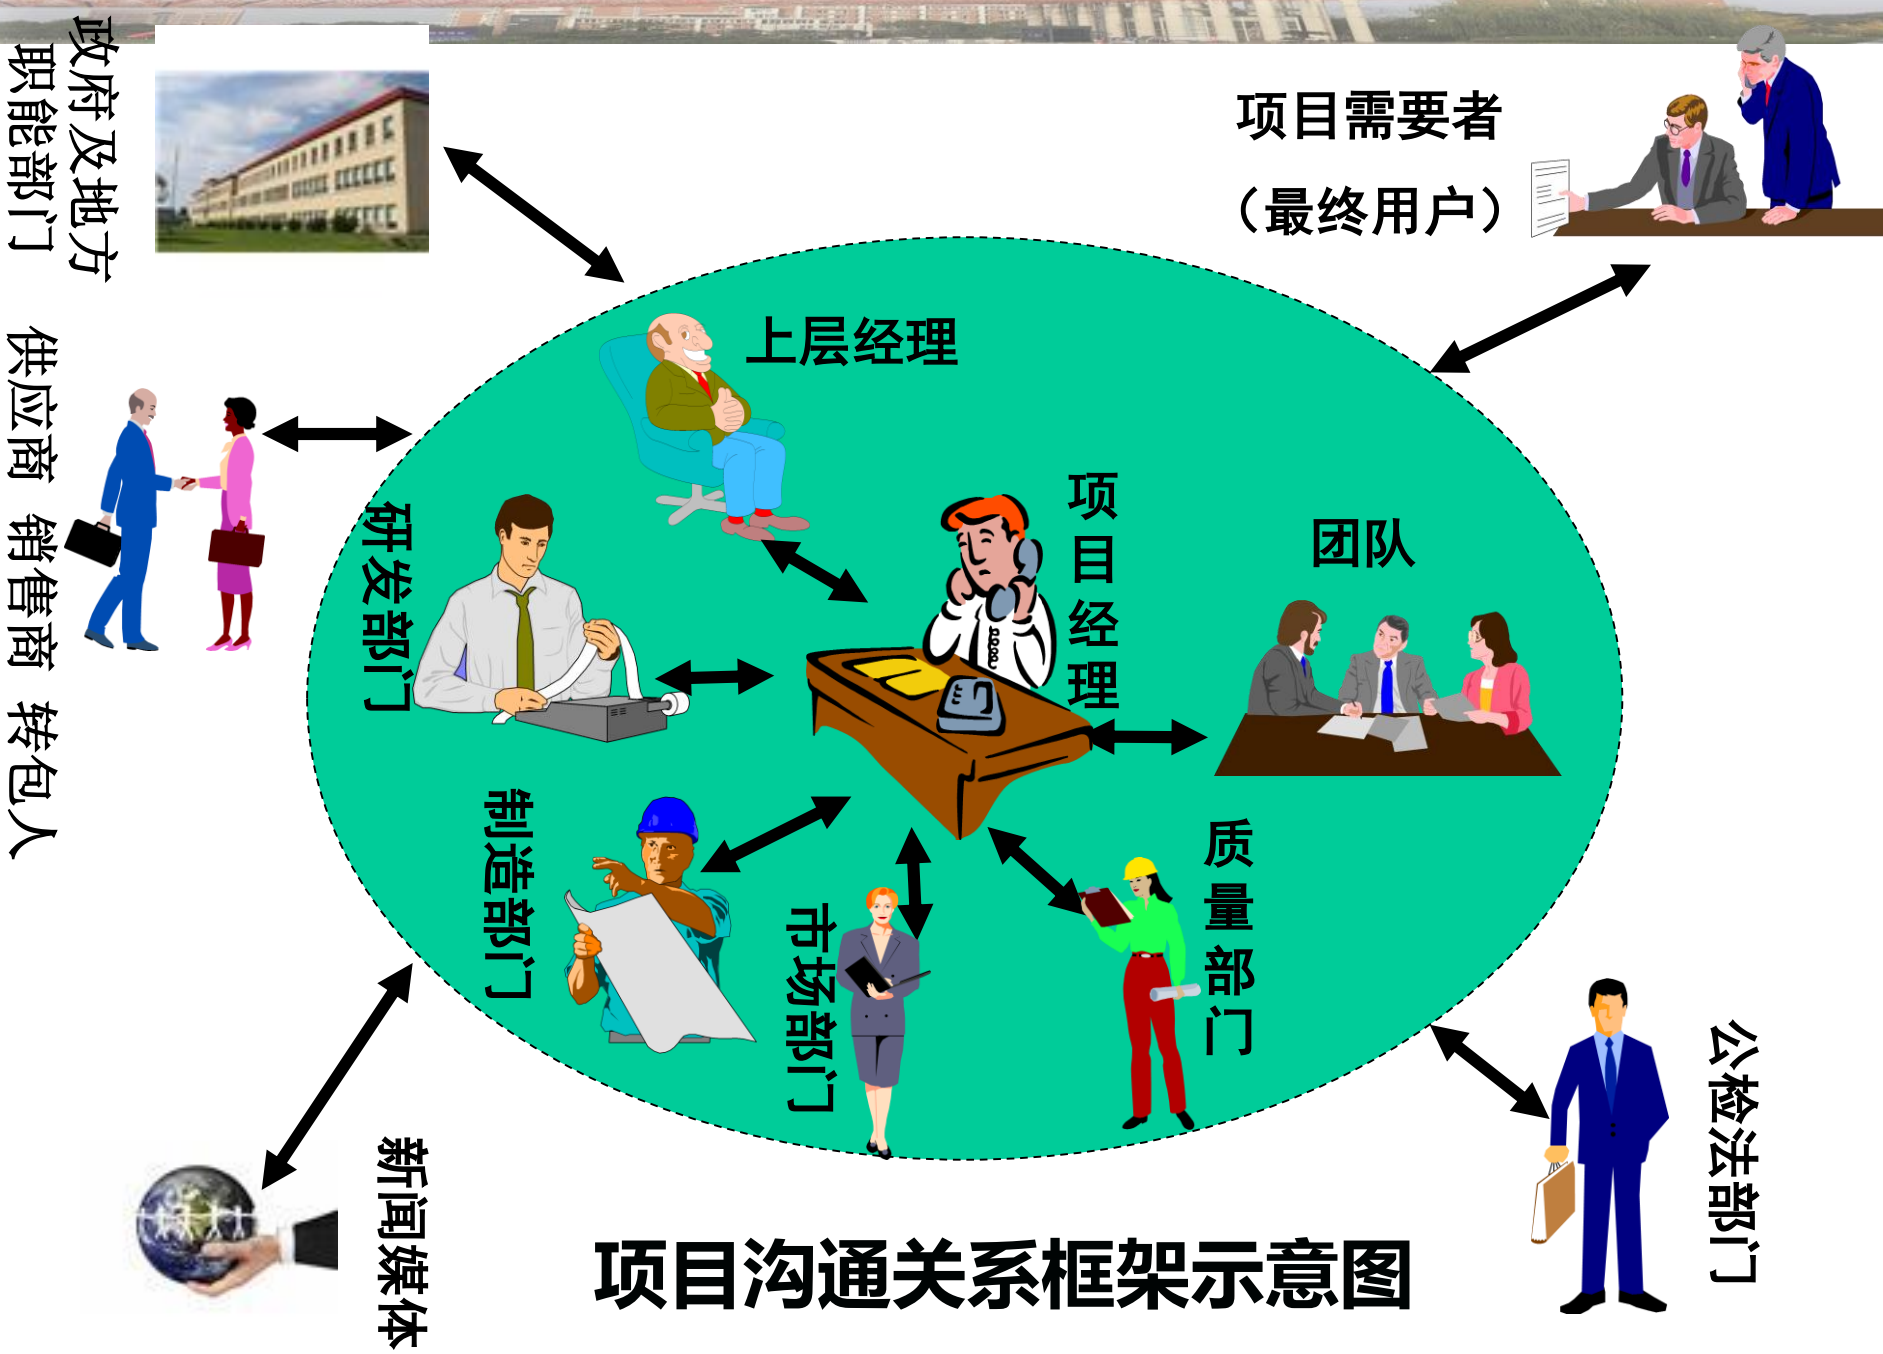 政府及地方
职能部门
项目需要者
（最终用户）
上层经理
供应商 销售商 转包人
研发部门
项目经理
团队
制造部门
市场部门
质量部门
新闻媒体
公检法部门
项目沟通关系框架示意图